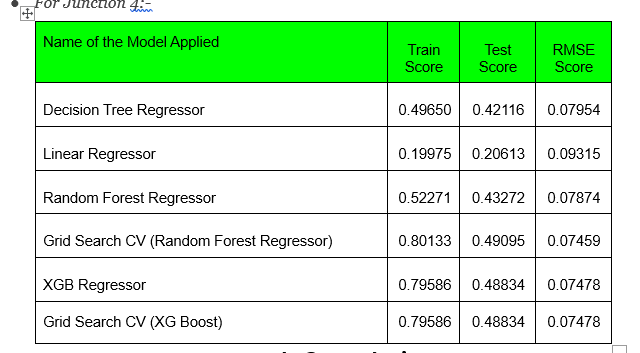 For Junction 4:-
Name of the Model Applied Train Score Test Score RMSE Score
Decision Tree Regressor 0.49650 0.42116 0.07954
Linear Regressor 0.19975 0.20613 0.09315
Random Forest Regressor 0.52271 0.43272 0.07874
Grid Search CV (Random Forest Regressor) 0.80133 0.49095 0.07459
XGB Regressor 0.79586 0.48834 0.07478
Grid Search CV (XG Boost) 0.79586 0.48834 0.07478